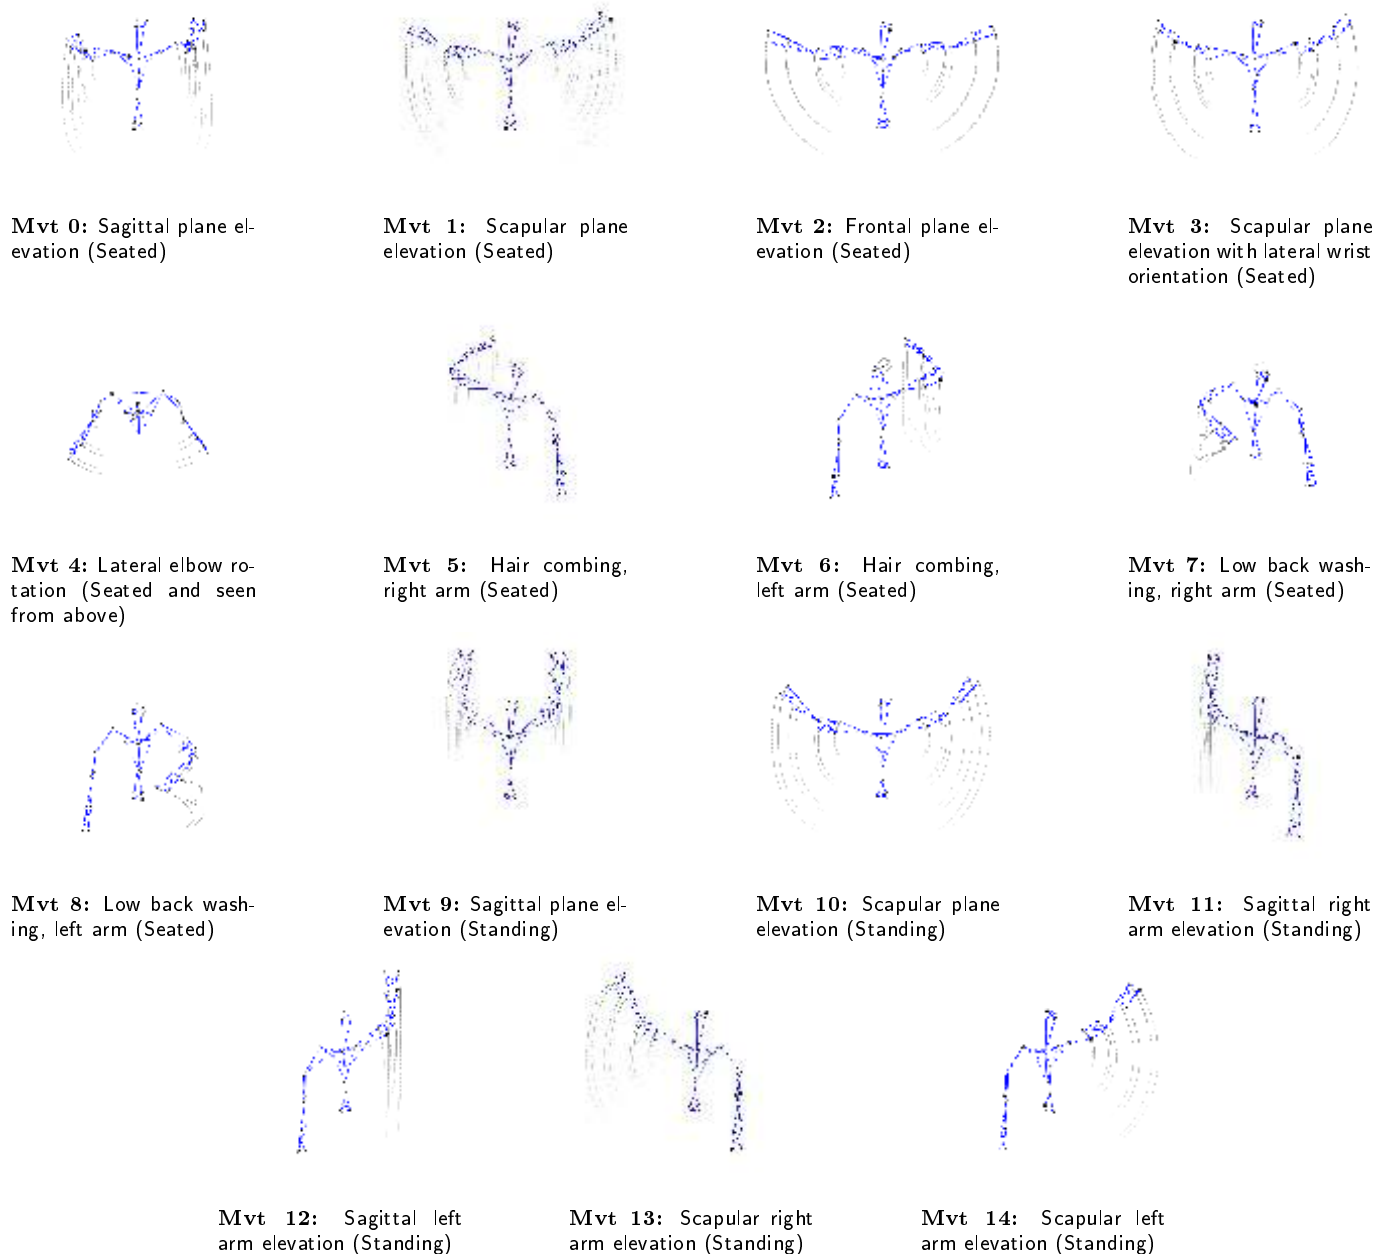 Mvt 0: Sagittal plane el-
evation (Seated)
Mvt 1: Scapular plane
elevation (Seated)
Mvt 2: Frontal plane el-
evation (Seated)
Mvt 3: Scapular plane
elevation with lateral wrist
orientation (Seated)
Mvt 4: Lateral elbow ro-
tation (Seated and seen
from above)
Mvt 5: Hair combing,
right arm (Seated)
Mvt 6: Hair combing,
left arm (Seated)
Mvt 7: Low back wash-
ing, right arm (Seated)
Mvt 8: Low back wash-
ing, left arm (Seated)
Mvt 9: Sagittal plane el-
evation (Standing)
Mvt 10: Scapular plane
elevation (Standing)
Mvt 11: Sagittal right
arm elevation (Standing)
Mvt 12: Sagittal left
arm elevation (Standing)
Mvt 13: Scapular right
arm elevation (Standing)
Mvt 14: Scapular left
arm elevation (Standing)